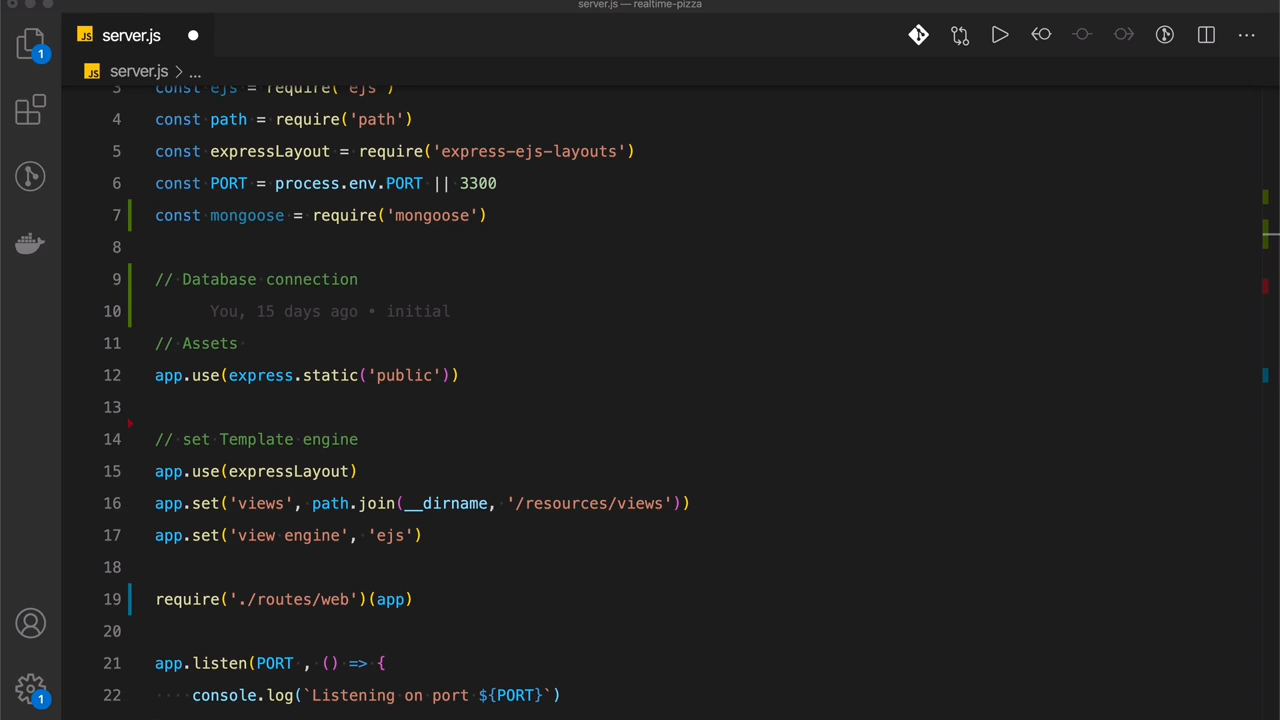 server.js — realtime-pizza
JS server.js
JS server.js > ...
3 const ejs = require('ejs')
4 const path = require('path')
5 const expressLayout = require('express-ejs-layouts')
6 const PORT = process.env.PORT || 3300
7 const mongoose = require('mongoose')
8
9 // Database connection
10 You, 15 days ago • initial
11 // Assets
12 app.use(express.static('public'))
13
14 // set Template engine
15 app.use(expressLayout)
16 app.set('views', path.join(__dirname, '/resources/views'))
17 app.set('view engine', 'ejs')
18
19 require('./routes/web')(app)
20
21 app.listen(PORT , () => {
22 console.log(`Listening on port ${PORT}`)
1
1